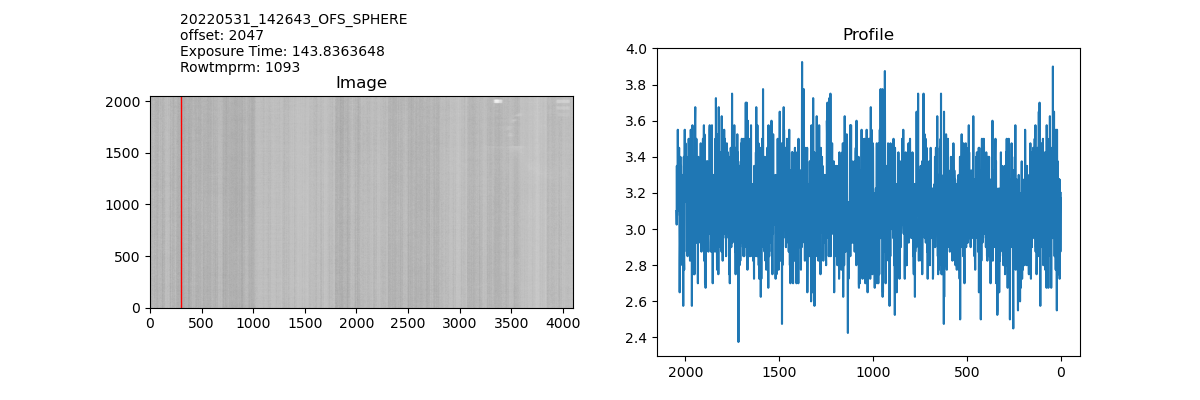 20220531_142643_OFS_SPHERE
offset: 2047
Exposure Time: 143.8363648
Rowtmprm: 1093
Image
2000
1500
1000
500
0
0 500 1000 1500 2000 2500 3000 3500 4000
Profile
4.0
3.8
3.6
3.4
3.2
3.0
2.8
2.6
2.4
2000 1500 1000 500 0